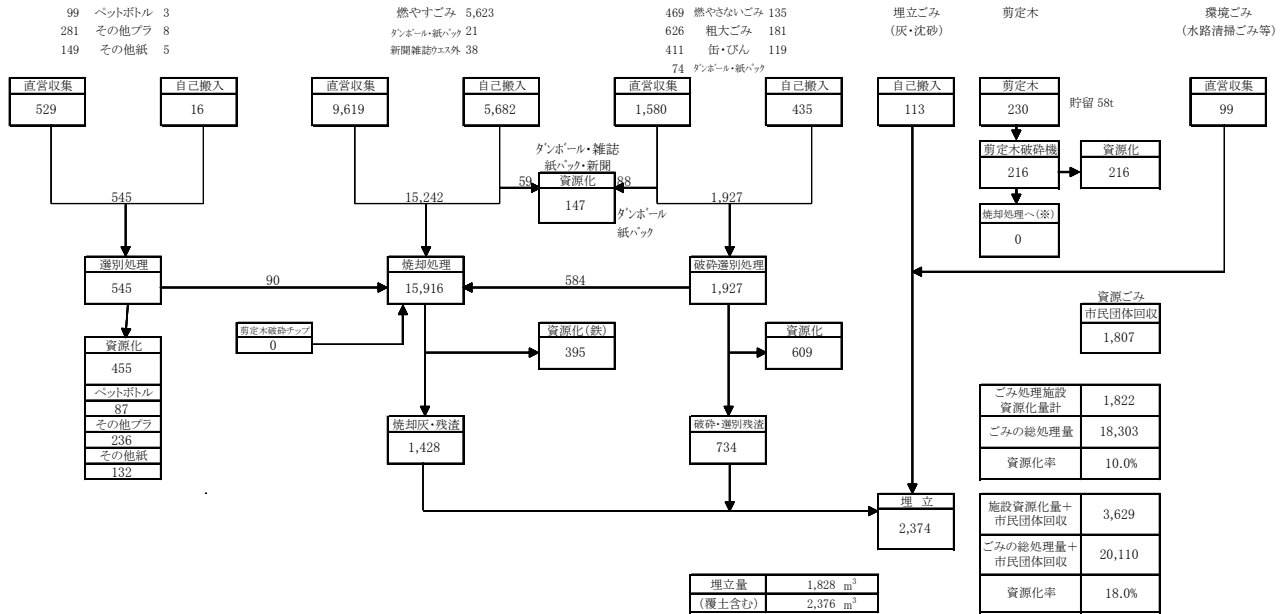 99 ペットボトル 3
281 その他プラ 8
149 その他紙 5
燃やすごみ 5,623
ダンボール・紙パック 21
新聞雑誌ウエス外 38
469 燃やさないごみ 135
626 粗大ごみ 181
411 缶・びん 119
74 ダンボール・紙パック
埋立ごみ
(灰・沈砂)
剪定木
環境ごみ
(水路清掃ごみ等)
直営収集
529
自己搬入
16
直営収集
9,619
自己搬入
5,682
直営収集
1,580
自己搬入
435
自己搬入
113
剪定木
230
貯留 58t
直営収集
99
剪定木破砕機
216
資源化
216
焼却処理へ(※)
0
ダンボール・雑誌
紙パック・新聞
59
資源化
147
88
ダンボール
紙パック
545
15,242
1,927
選別処理
545
90
焼却処理
15,916
584
破砕選別処理
1,927
剪定木破砕チップ
0
資源化(鉄)
395
資源化
609
資源化
455
ペットボトル
87
その他プラ
236
その他紙
132
焼却灰・残渣
1,428
破砕・選別残渣
734
埋 立
2,374
資源ごみ
市民団体回収
1,807
ごみ処理施設
資源化量計
1,822
ごみの総処理量 18,303
資源化率 10.0%
施設資源化量+
市民団体回収
3,629
ごみの総処理量+
市民団体回収
20,110
資源化率 18.0%
埋立量 1,828 m³
(覆土含む) 2,376 m³